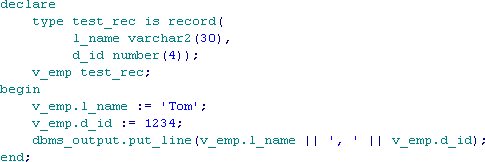 declare
    type test_rec is record(
         l_name varchar2(30),
         d_id number(4));
    v_emp test_rec;
begin
    v_emp.l_name := 'Tom';
    v_emp.d_id := 1234;
    dbms_output.put_line(v_emp.l_name || ', ' || v_emp.d_id);
end;